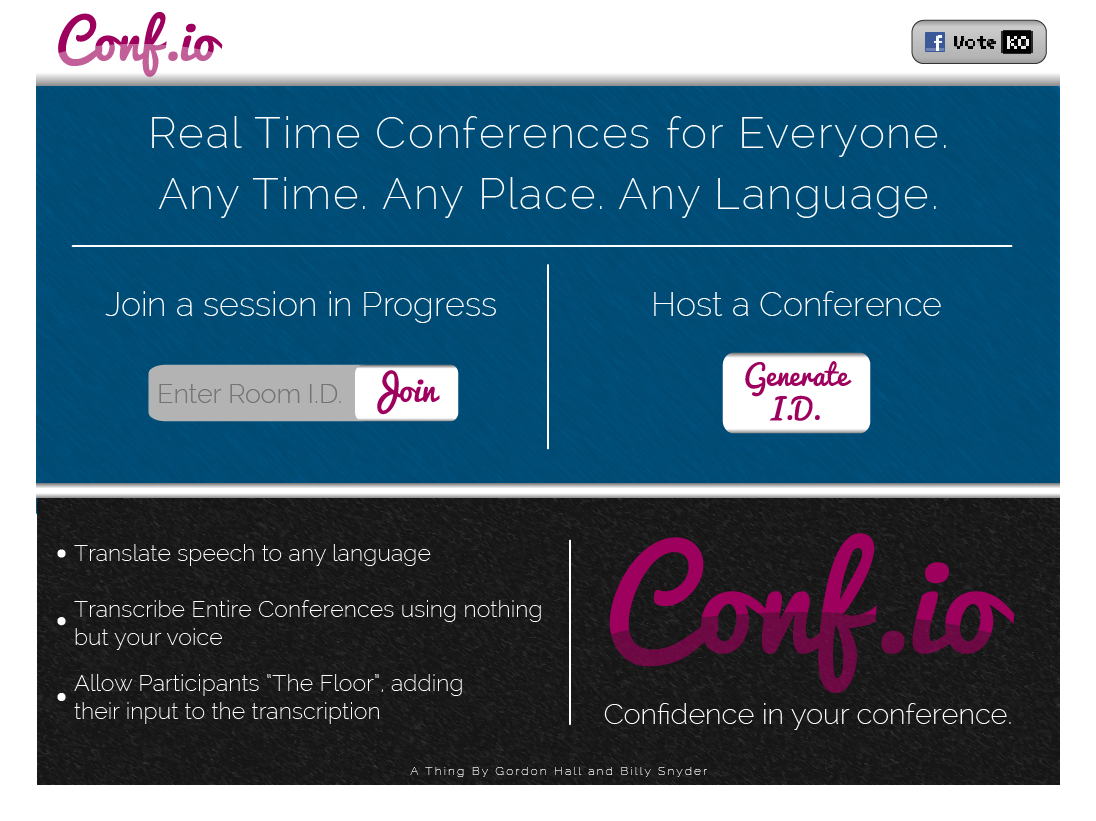 Conf.io
f Vote KO
Real Time Conferences for Everyone.
Any Time. Any Place. Any Language.
Join a session in Progress
Enter Room I.D. Join
Host a Conference
Generate
I.D.
• Translate speech to any language
• Transcribe Entire Conferences using nothing
but your voice
• Allow Participants "The Floor", adding
their input to the transcription
Conf.io
Confidence in your conference.
A Thing By Gordon Hall and Billy Snyder